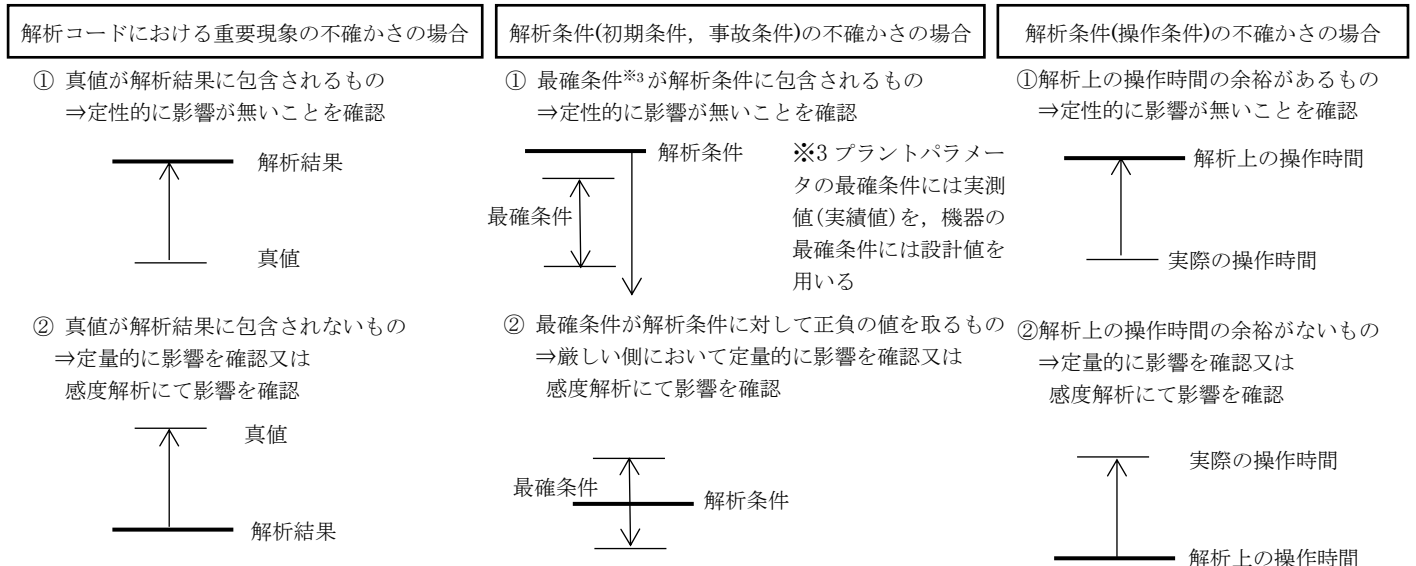 解析コードにおける重要現象の不確かさの場合
① 真値が解析結果に包含されるもの
⇒定性的に影響が無いことを確認
解析結果
真値
② 真値が解析結果に包含されないもの
⇒定量的に影響を確認又は
感度解析にて影響を確認
真値
解析結果
解析条件(初期条件，事故条件)の不確かさの場合
① 最確条件※3が解析条件に包含されるもの
⇒定性的に影響が無いことを確認
解析条件
最確条件
※3 プラントパラメー
タの最確条件には実測
値(実績値)を，機器の
最確条件には設計値を
用いる
② 最確条件が解析条件に対して正負の値を取るもの
⇒厳しい側において定量的に影響を確認又は
感度解析にて影響を確認
最確条件
解析条件
解析条件(操作条件)の不確かさの場合
①解析上の操作時間の余裕があるもの
⇒定性的に影響が無いことを確認
解析上の操作時間
実際の操作時間
②解析上の操作時間の余裕がないもの
⇒定量的に影響を確認又は
感度解析にて影響を確認
実際の操作時間
解析上の操作時間